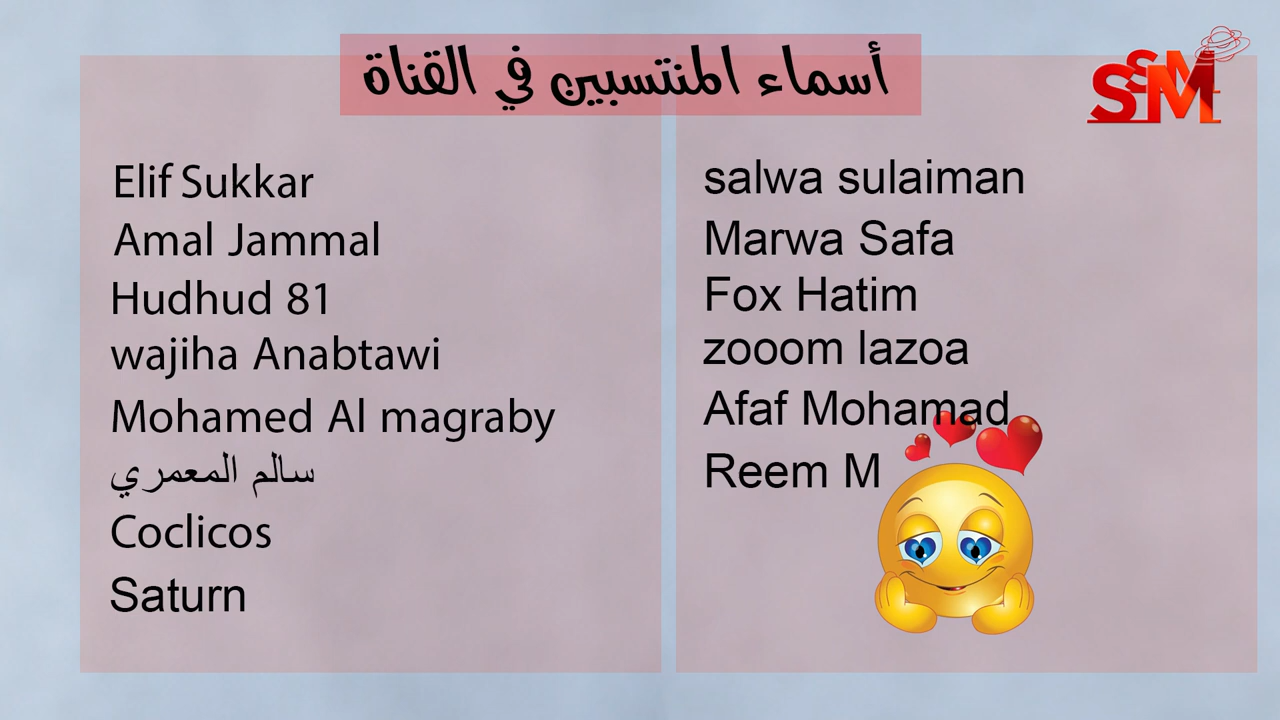 أسماء المنتسبين في القناة
SSM
Elif Sukkar
Amal Jammal
Hudhud 81
wajiha Anabtawi
Mohamed Al magraby
سالم المعمري
Coclicos
Saturn
salwa sulaiman
Marwa Safa
Fox Hatim
zooom lazoa
Afaf Mohamad
Reem M